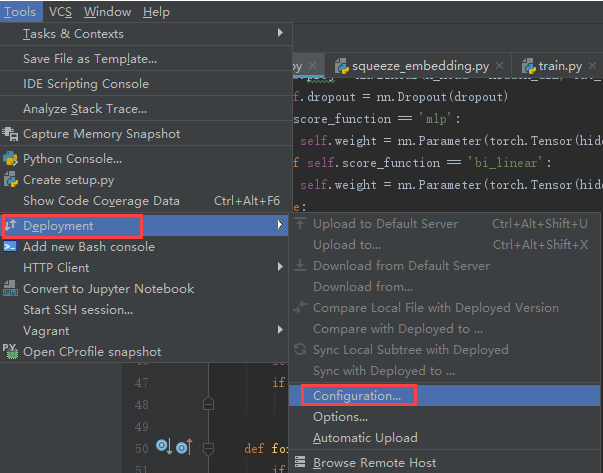 Tools VCS Window Help
Tasks & Contexts
Save File as Template...
IDE Scripting Console
Analyze Stack Trace...
Capture Memory Snapshot
Python Console...
Create setup.py
Show Code Coverage Data Ctrl+Alt+F6
Deployment
Add new Bash console
HTTP Client
Convert to Jupyter Notebook
Start SSH session...
Vagrant
Open CProfile snapshot
py squeeze_embedding.py train.py
f.dropout = nn.Dropout(dropout)
score_function == 'mlp':
self.weight = nn.Parameter(torch.Tensor(hid
f self.score_function == 'bi_linear':
self.weight = nn.Parameter(torch.Tensor(hid
e:
Upload to Default Server Ctrl+Alt+Shift+U
Upload to... Ctrl+Alt+Shift+X
Download from Default Server
Download from...
Compare Local File with Deployed Version
Compare with Deployed to ...
Sync Local Subtree with Deployed
Sync with Deployed to ...
Configuration...
Options...
Automatic Upload
Browse Remote Host
46
47 if
48
49
50 def for
51 if